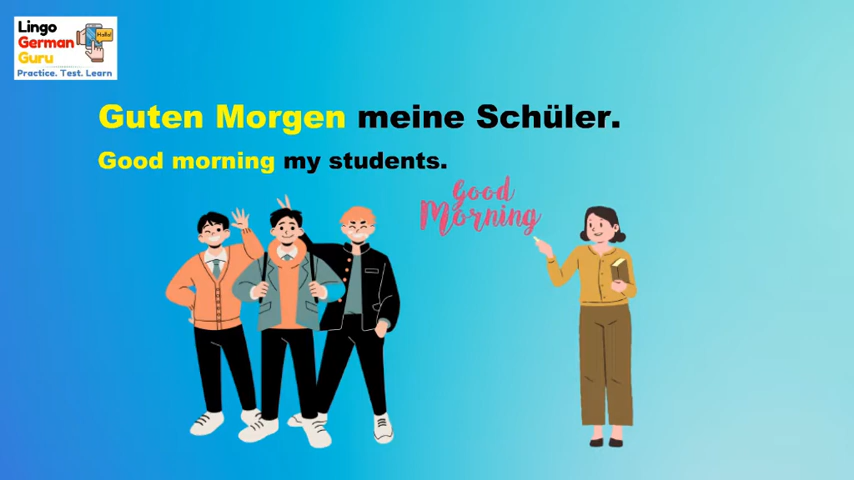 Lingo
German
Guru
Hallo!
Practice. Test. Learn
Guten Morgen meine Schüler.
Good morning my students.
Good
Morning